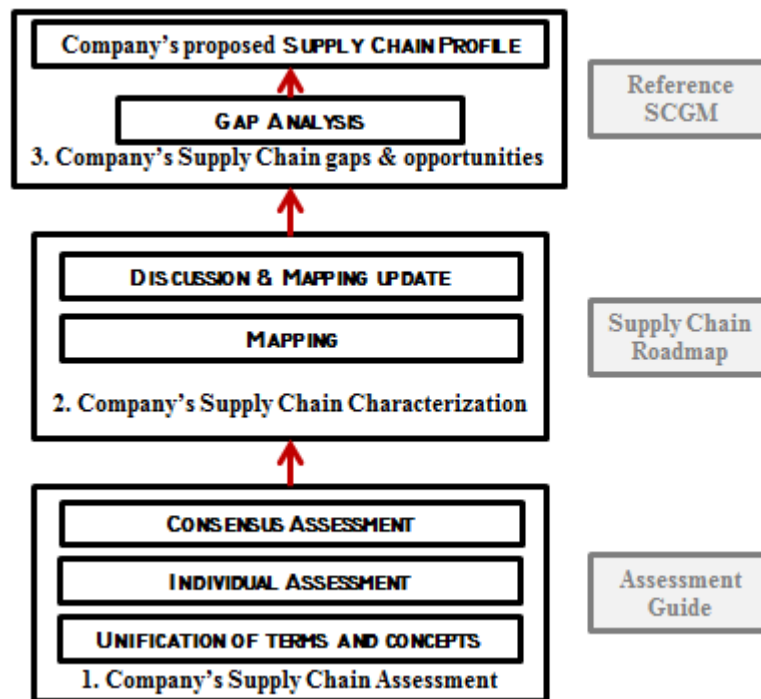 Company's proposed SUPPLY CHAIN PROFILE
GAP ANALYSIS
3. Company's Supply Chain gaps & opportunities
Reference
SCGM
DISCUSSION & MAPPING UPDATE
MAPPING
2. Company's Supply Chain Characterization
Supply Chain
Roadmap
CONSENSUS ASSESSMENT
INDIVIDUAL ASSESSMENT
UNIFICATION OF TERMS AND CONCEPTS
1. Company's Supply Chain Assessment
Assessment
Guide